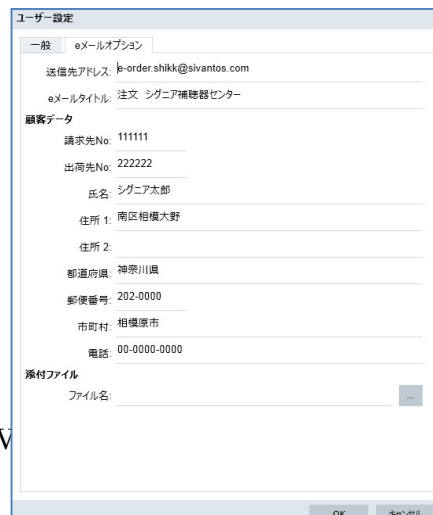 ユーザー設定
一般 eメールオプション
送信先アドレス: e-order.shikk@sivantos.com
eメールタイトル: 注文 シグニア補聴器センター
顧客データ
請求先No: 111111
出荷先No: 222222
氏名: シグニア太郎
住所 1: 南区相模大野
住所 2:
都道府県: 神奈川県
郵便番号: 202-0000
市町村: 相模原市
電話: 00-0000-0000
添付ファイル
ファイル名: ...
V
OK キャンセル